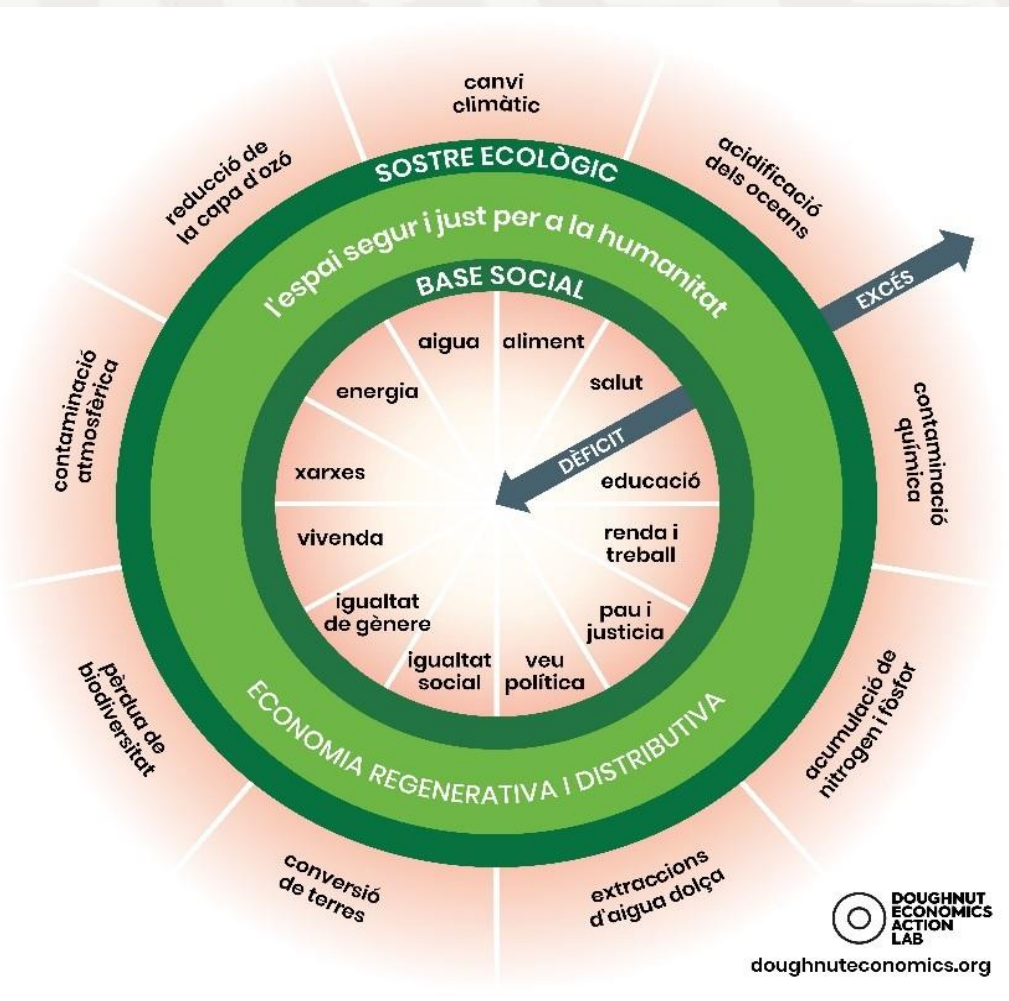 canvi
climàtic
acidificació
dels oceans
EXCÉS
contaminació
química
acumulació de
nitrogen i fòsfor
extraccions
d'aigua dolça
conversió
de terres
pèrdua de
biodiversitat
contaminació
atmosfèrica
reducció de
la capa d'ozó
SOSTRE ECOLÒGIC
l'espai segur i just per a la humanitat
BASE SOCIAL
aigua
aliment
salut
DÈFICIT
educació
renda i
treball
pau i
justicia
veu
política
igualtat
social
igualtat
de gènere
vivenda
xarxes
energia
ECONOMIA REGENERATIVA I DISTRIBUTIVA
DOUGHNUT
ECONOMICS
ACTION
LAB
doughnuteconomics.org